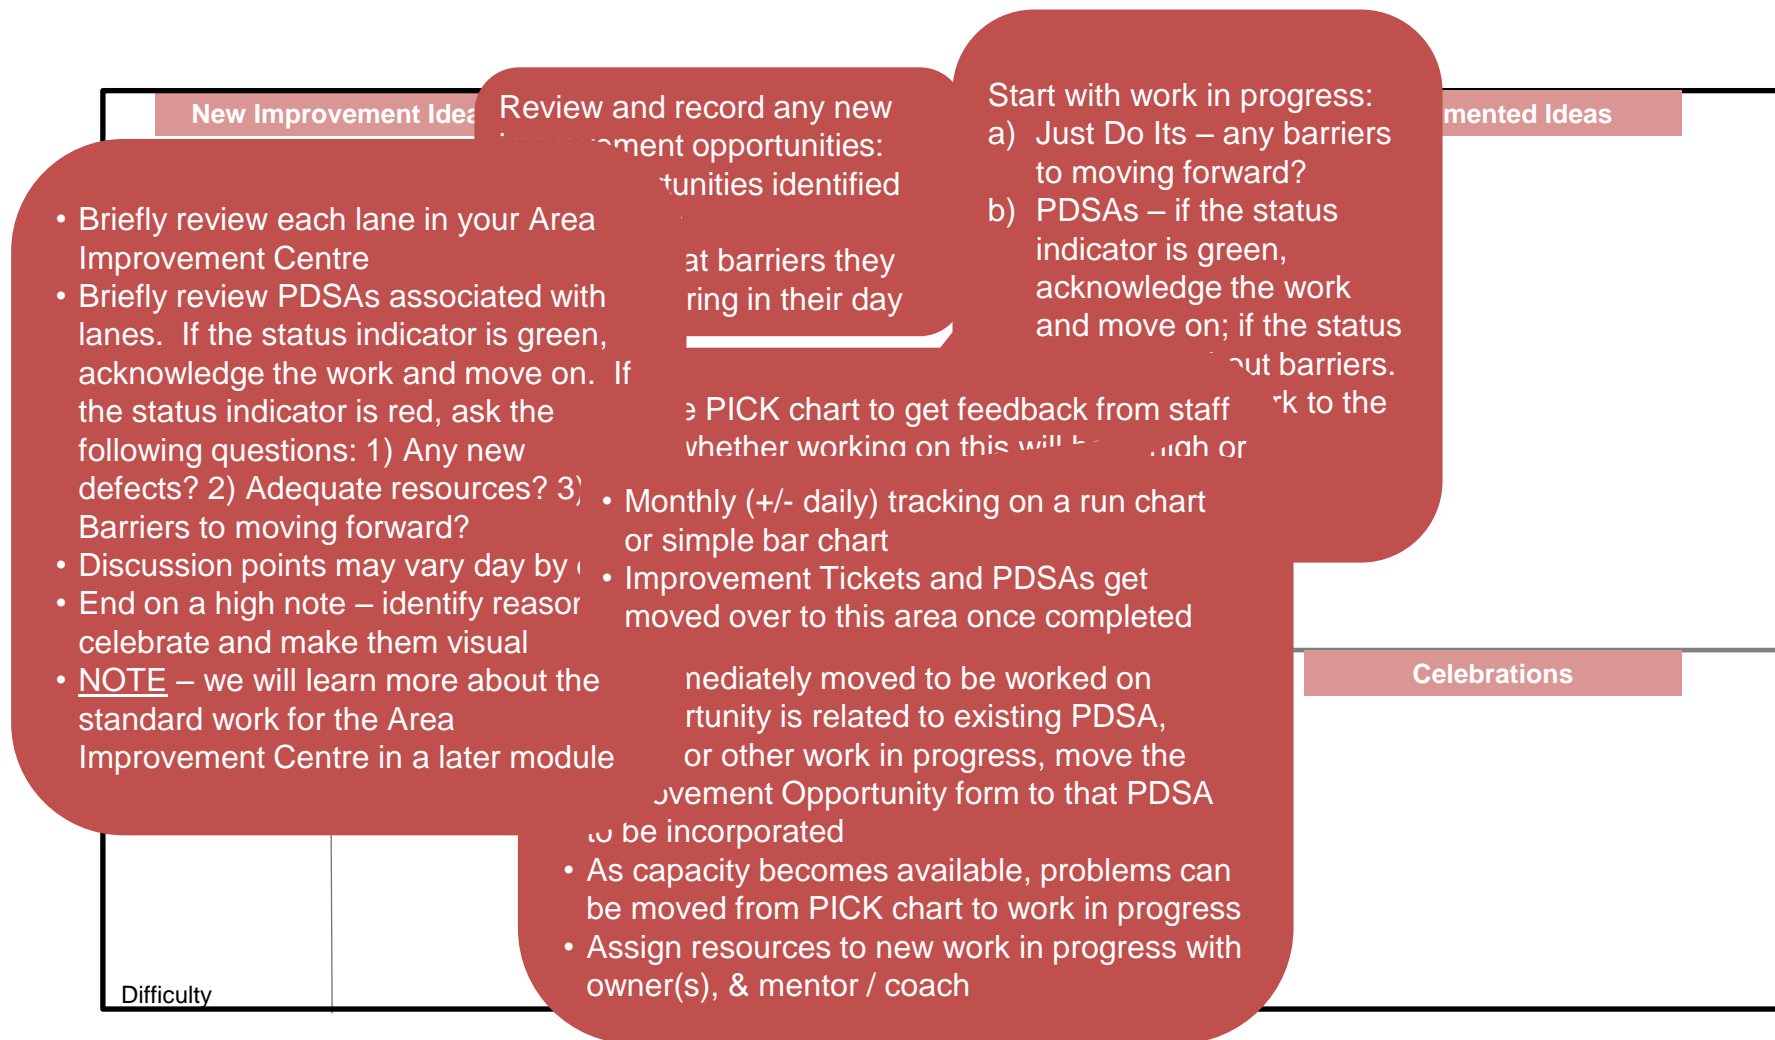 New Improvement
mented Ideas
Review and record any new
opportunities:
identified
barriers they
in their day
Start with work in progress:
a) Just Do Its – any barriers
to moving forward?
b) PDSAs – if the status
indicator is green,
acknowledge the work
and move on; if the status
barriers.
to the
• Briefly review each lane in your Area
Improvement Centre
• Briefly review PDSAs associated with
lanes. If the status indicator is green,
acknowledge the work and move on. If
the status indicator is red, ask the
following questions: 1) Any new
defects? 2) Adequate resources? 3)
Barriers to moving forward?
• Discussion points may vary day by
• End on a high note – identify
celebrate and make them visual
• NOTE – we will learn more about the
standard work for the Area
Improvement Centre in a later module
PICK chart to get feedback from staff
whether working on this will high or
• Monthly (+/- daily) tracking on a run chart
or simple bar chart
• Improvement Tickets and PDSAs get
moved over to this area once completed
moved to be worked on
is related to existing PDSA,
or other work in progress, move the
Opportunity form to that PDSA
to be incorporated
• As capacity becomes available, problems can
be moved from PICK chart to work in progress
• Assign resources to new work in progress with
owner(s), & mentor / coach
Celebrations
Difficulty